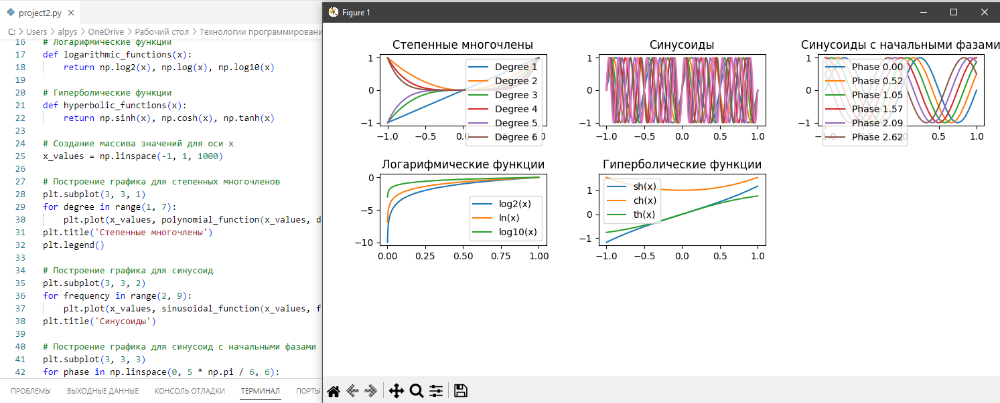 project2.py
C: > Users > alpys > OneDrive > Рабочий стол > Технологии программировани
16 # Логарифмические функции
17 def logarithmic_functions(x):
18 return np.log2(x), np.log(x), np.log10(x)
19
20 # Гиперболические функции
21 def hyperbolic_functions(x):
22 return np.sinh(x), np.cosh(x), np.tanh(x)
23
24 # Создание массива значений для оси x
25 x_values = np.linspace(-1, 1, 1000)
26
27 # Построение графика для степенных многочленов
28 plt.subplot(3, 3, 1)
29 for degree in range(1, 7):
30 plt.plot(x_values, polynomial_function(x_values, d
31 plt.title('Степенные многочлены')
32 plt.legend()
33
34 # Построение графика для синусоид
35 plt.subplot(3, 3, 2)
36 for frequency in range(2, 9):
37 plt.plot(x_values, sinusoidal_function(x_values, f
38 plt.title('Синусоиды')
39
40 # Построение графика для синусоид с начальными фазами
41 plt.subplot(3, 3, 3)
42 for phase in np.linspace(0, 5 * np.pi / 6, 6):
ПРОБЛЕМЫ ВЫХОДНЫЕ ДАННЫЕ КОНСОЛЬ ОТЛАДКИ ТЕРМИНАЛ ПОРТЫ
Figure 1
Степенные многочлены
1
0
−1
Degree 1
Degree 2
Degree 3
Degree 4
Degree 5
Degree 6
−1.0 −0.5 0.0
Синусоиды
1
0
−1
−1.0 −0.5 0.0 0.5 1.0
Синусоиды с начальными фазами
1
0
−1
Phase 0.00
Phase 0.52
Phase 1.05
Phase 1.57
Phase 2.09
Phase 2.62
0.5 1.0
Логарифмические функции
0
−5
−10
log2(x)
ln(x)
log10(x)
0.00 0.25 0.50 0.75 1.00
Гиперболические функции
1
0
−1
sh(x)
ch(x)
th(x)
−1.0 −0.5 0.0 0.5 1.0